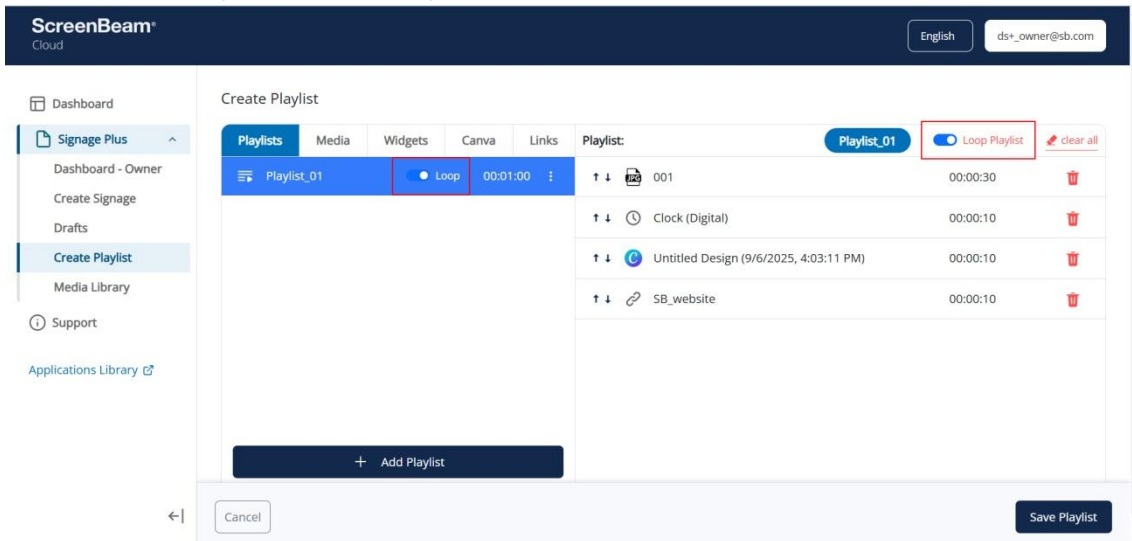 ScreenBeam®
Cloud
English
ds+_owner@sb.com
Dashboard
Signage Plus
Dashboard - Owner
Create Signage
Drafts
Create Playlist
Media Library
Support
Applications Library
Create Playlist
Playlists Media Widgets Canva Links
Playlist_01 Loop 00:01:00
+ Add Playlist
Playlist: Playlist_01 Loop Playlist clear all
JPG 001 00:00:30
Clock (Digital) 00:00:10
Untitled Design (9/6/2025, 4:03:11 PM) 00:00:10
SB_website 00:00:10
Cancel
Save Playlist